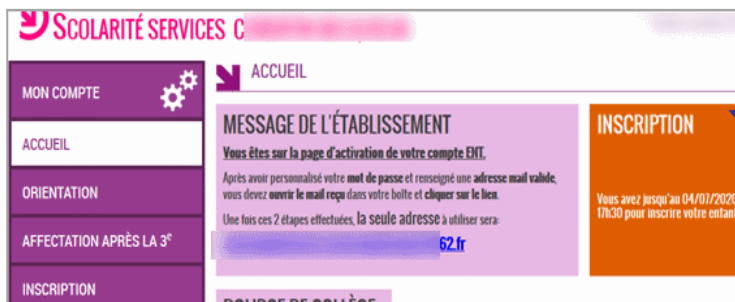 SCOLARITÉ SERVICES C
MON COMPTE
ACCUEIL
ORIENTATION
AFFECTATION APRÈS LA 3e
INSCRIPTION
ACCUEIL
MESSAGE DE L'ÉTABLISSEMENT
Vous êtes sur la page d'activation de votre compte ENT.
Après avoir personnalisé votre mot de passe et renseigné une adresse mail valide,
vous devez ouvrir le mail reçu dans votre boîte et cliquer sur le lien.
Une fois ces 2 étapes effectuées, la seule adresse à utiliser sera:
62.fr
INSCRIPTION
Vous avez jusqu'au 04/07/2020
17h30 pour inscrire votre enfant
BOURSE DE COLLÈGE